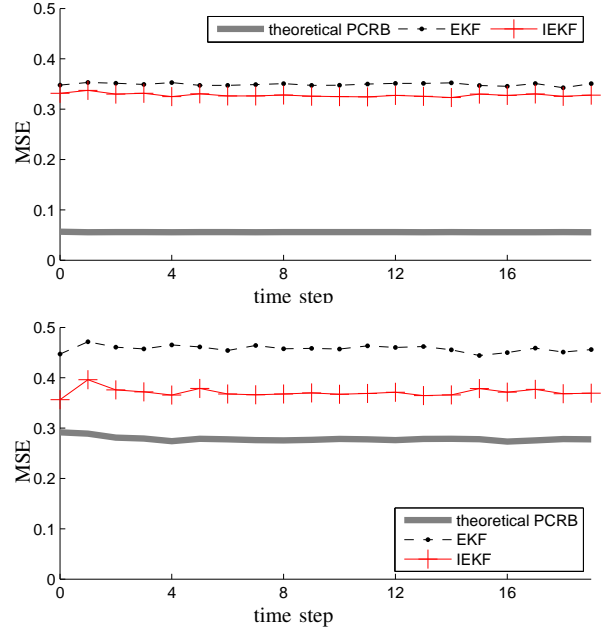 0.5
theoretical PCRB EKF IEKF
0.4
0.3
MSE
0.2
0.1
0
0 4 8 12 16
time step
0.5
0.4
0.3
MSE
0.2
theoretical PCRB
EKF
0.1
IEKF
0
0 4 8 12 16
time step